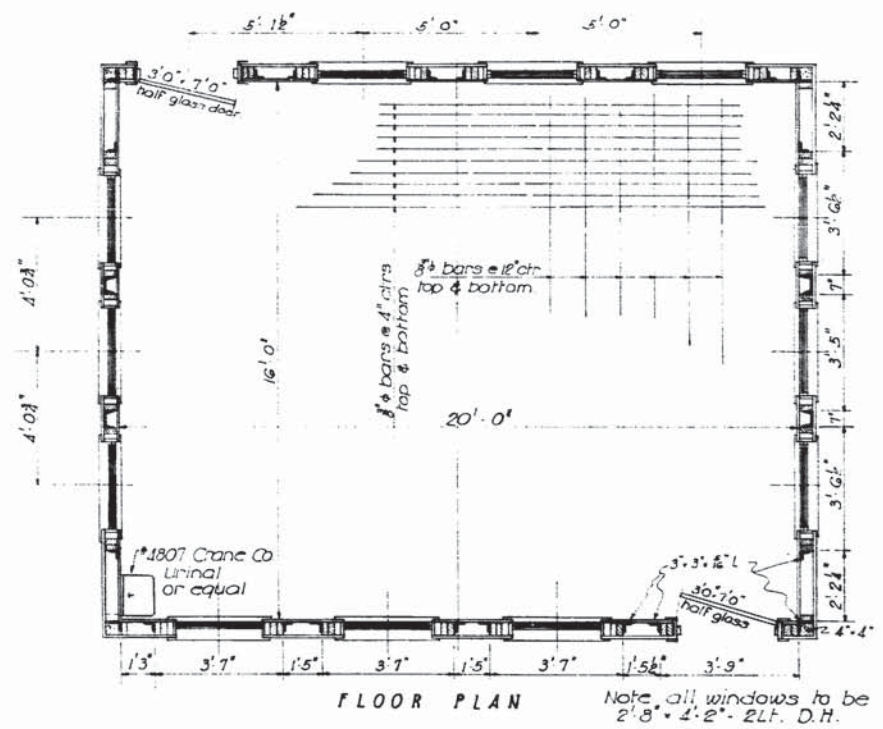 5'-1½"
5'-0"
5'-0"
3'0" × 7'0"
half glass door
2'-2¼"
3'-6½"
7"
3'-5"
7"
3'-6½"
2'-2¼"
4'-0¾"
4'-0¾"
16'-0"
⅜"ϕ bars @ 12" ctr
top & bottom
⅜"ϕ bars @ 4" ctrs
top & bottom
20'-0"
#4807 Crane Co
Urinal
or equal
3" × 3" × 5/16" L
3'0" 7'0"
half glass
4" × 4"
1'3"
3'-7"
1'-5"
3'-7"
1'-5"
3'-7"
1'-5½"
3'-9"
FLOOR PLAN
Note all windows to be
2'-8" × 4'-2" - 2Lt. D.H.